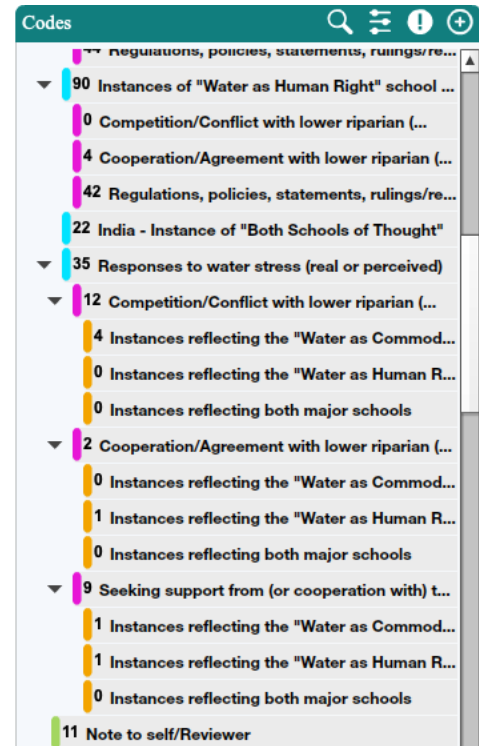 Codes
44 Regulations, policies, statements, rulings/re...
90 Instances of "Water as Human Right" school ...
0 Competition/Conflict with lower riparian (...
4 Cooperation/Agreement with lower riparian (...
42 Regulations, policies, statements, rulings/re...
22 India - Instance of "Both Schools of Thought"
35 Responses to water stress (real or perceived)
12 Competition/Conflict with lower riparian (...
4 Instances reflecting the "Water as Commod...
0 Instances reflecting the "Water as Human R...
0 Instances reflecting both major schools
2 Cooperation/Agreement with lower riparian (...
0 Instances reflecting the "Water as Commod...
1 Instances reflecting the "Water as Human R...
0 Instances reflecting both major schools
9 Seeking support from (or cooperation with) t...
1 Instances reflecting the "Water as Commod...
1 Instances reflecting the "Water as Human R...
0 Instances reflecting both major schools
11 Note to self/Reviewer